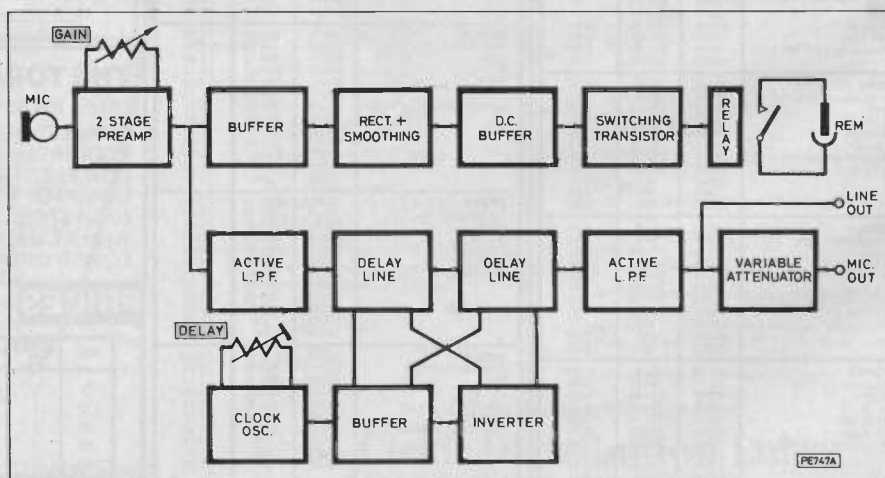 GAIN
MIC
2 STAGE
PREAMP
BUFFER
RECT. +
SMOOTHING
D.C.
BUFFER
SWITCHING
TRANSISTOR
RELAY
REM
LINE
OUT
ACTIVE
L.P.F.
DELAY
LINE
DELAY
LINE
ACTIVE
L.P.F.
VARIABLE
ATTENUATOR
MIC.
OUT
DELAY
CLOCK
OSC.
BUFFER
INVERTER
PE747A